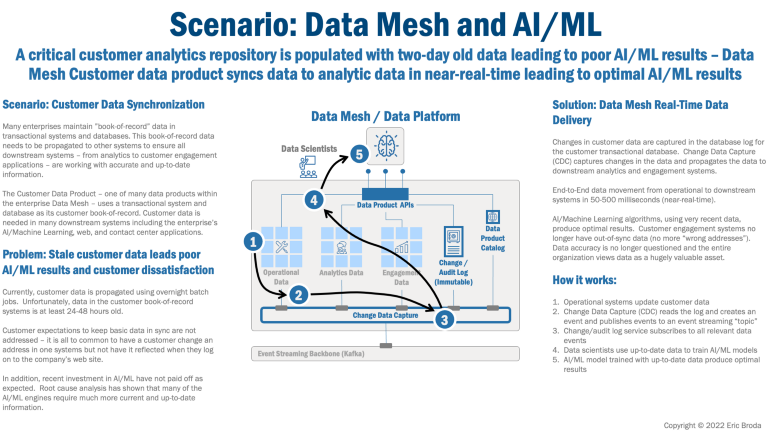 Scenario: Data Mesh and AI/ML
A critical customer analytics repository is populated with two-day old data leading to poor AI/ML results – Data
Mesh Customer data product syncs data to analytic data in near-real-time leading to optimal AI/ML results
Scenario: Customer Data Synchronization
Many enterprises maintain "book-of-record" data in
transactional systems and databases. This book-of-record data
needs to be propagated to other systems to ensure all
downstream systems – from analytics to customer engagement
applications – are working with accurate and up-to-date
information.
The Customer Data Product – one of many data products within
the enterprise Data Mesh – uses a transactional system and
database as its customer book-of-record. Customer data is
needed in many downstream systems including the enterprise's
AI/Machine Learning, web, and contact center applications.
Problem: Stale customer data leads poor
AI/ML results and customer dissatisfaction
Currently, customer data is propagated using overnight batch
jobs. Unfortunately, data in the customer book-of-record
systems is at least 24-48 hours old.
Customer expectations to keep basic data in sync are not
addressed – it is all to common to have a customer change an
address in one systems but not have it reflected when they log
on to the company's web site.
In addition, recent investment in AI/ML have not paid off as
expected. Root cause analysis has shown that many of the
AI/ML engines require much more current and up-to-date
information.
Data Mesh / Data Platform
Data Scientists
5
4
Data Product APIs
1
Data
Product
Catalog
Operational
Data
Analytics Data
Engagement
Data
Change /
Audit Log
(Immutable)
2
Change Data Capture
3
Event Streaming Backbone (Kafka)
Solution: Data Mesh Real-Time Data
Delivery
Changes in customer data are captured in the database log for
the customer transactional database. Change Data Capture
(CDC) captures changes in the data and propagates the data to
downstream analytics and engagement systems.
End-to-End data movement from operational to downstream
systems in 50-500 milliseconds (near-real-time).
AI/Machine Learning algorithms, using very recent data,
produce optimal results. Customer engagement systems no
longer have out-of-sync data (no more "wrong addresses").
Data accuracy is no longer questioned and the entire
organization views data as a hugely valuable asset.
How it works:
1. Operational systems update customer data
2. Change Data Capture (CDC) reads the log and creates an
event and publishes events to an event streaming "topic"
3. Change/audit log service subscribes to all relevant data
events
4. Data scientists use up-to-date data to train AI/ML models
5. AI/ML model trained with up-to-date data produce optimal
results
Copyright © 2022 Eric Broda